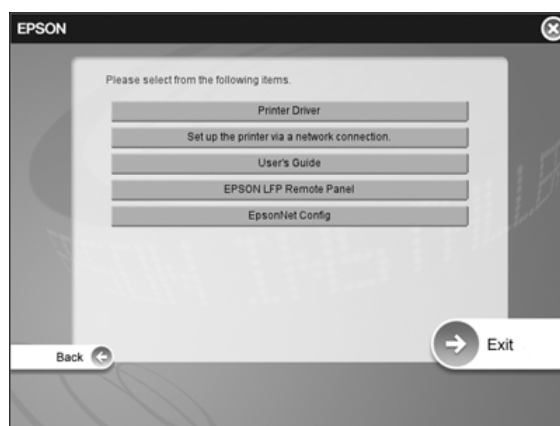 EPSON
Please select from the following items.
Printer Driver
Set up the printer via a network connection.
User's Guide
EPSON LFP Remote Panel
EpsonNet Config
Back
Exit